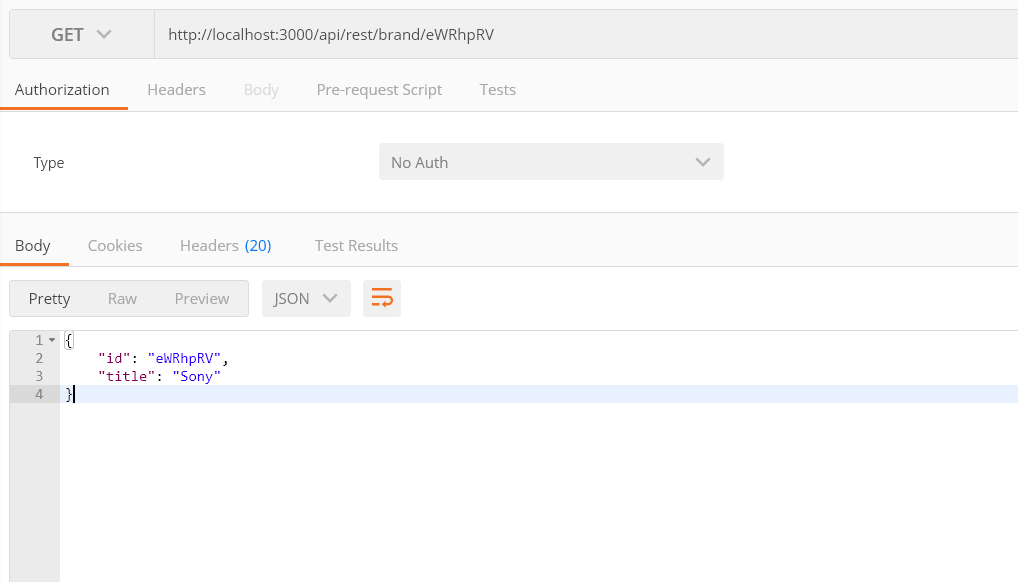 GET http://localhost:3000/api/rest/brand/eWRhpRV
Authorization Headers Body Pre-request Script Tests
Type No Auth
Body Cookies Headers (20) Test Results
Pretty Raw Preview JSON
1 {
2 "id": "eWRhpRV",
3 "title": "Sony"
4 }